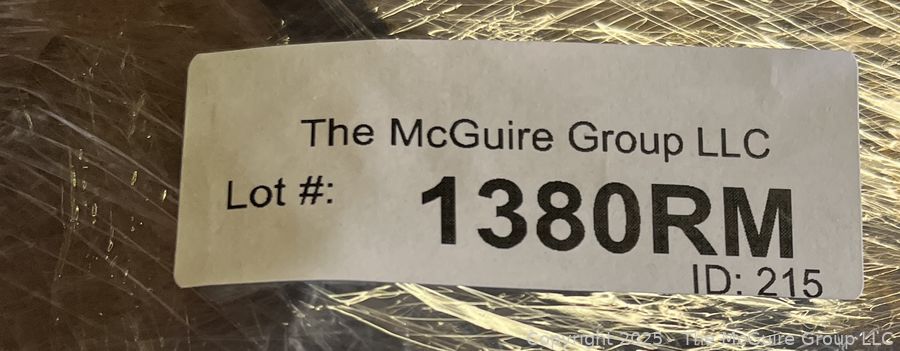 The McGuire Group LLC
Lot #: 1380RM
ID: 215
Copyright 2025 - The McGuire Group LLC